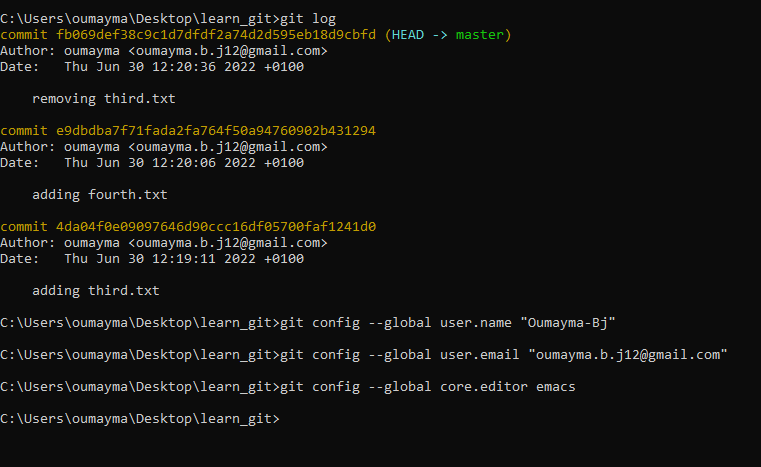 C:\Users\oumayma\Desktop\learn_git>git log
commit fb069def38c9c1d7dfdf2a74d2d595eb18d9cbfd (HEAD -> master)
Author: oumayma <oumayma.b.j12@gmail.com>
Date:   Thu Jun 30 12:20:36 2022 +0100
    removing third.txt
commit e9dbdba7f71fada2fa764f50a94760902b431294
Author: oumayma <oumayma.b.j12@gmail.com>
Date:   Thu Jun 30 12:20:06 2022 +0100
    adding fourth.txt
commit 4da04f0e09097646d90ccc16df05700faf1241d0
Author: oumayma <oumayma.b.j12@gmail.com>
Date:   Thu Jun 30 12:19:11 2022 +0100
    adding third.txt
C:\Users\oumayma\Desktop\learn_git>git config --global user.name "Oumayma-Bj"
C:\Users\oumayma\Desktop\learn_git>git config --global user.email "oumayma.b.j12@gmail.com"
C:\Users\oumayma\Desktop\learn_git>git config --global core.editor emacs
C:\Users\oumayma\Desktop\learn_git>